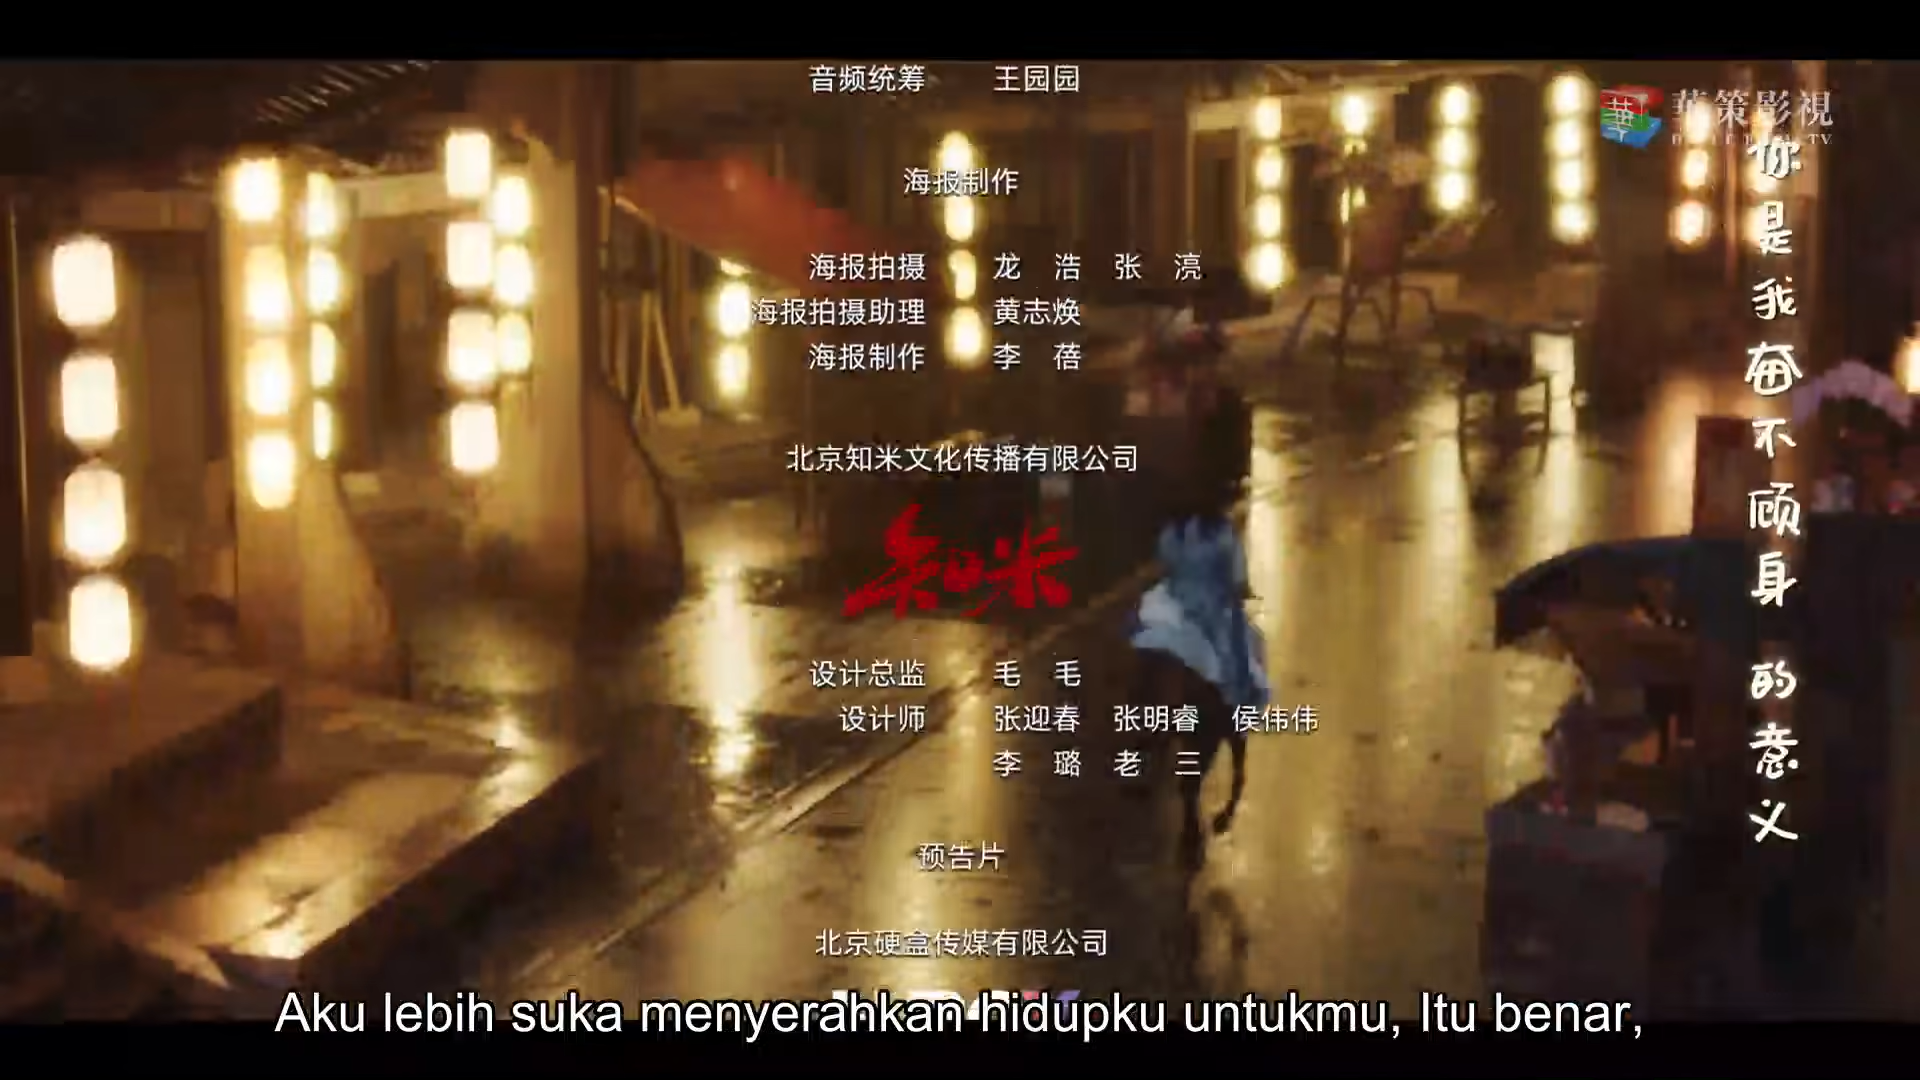 音频统筹 王园园
華策影視
海报制作
海报拍摄 龙 浩 张 湸
海报拍摄助理 黄志焕
海报制作 李 蓓
北京知米文化传播有限公司
知米
设计总监 毛 毛
设计师 张迎春 张明睿 侯伟伟
李 璐 老 三
预告片
北京硬盒传媒有限公司
你是我奋不顾身 的意义
Aku lebih suka menyerahkan hidupku untukmu, Itu benar,